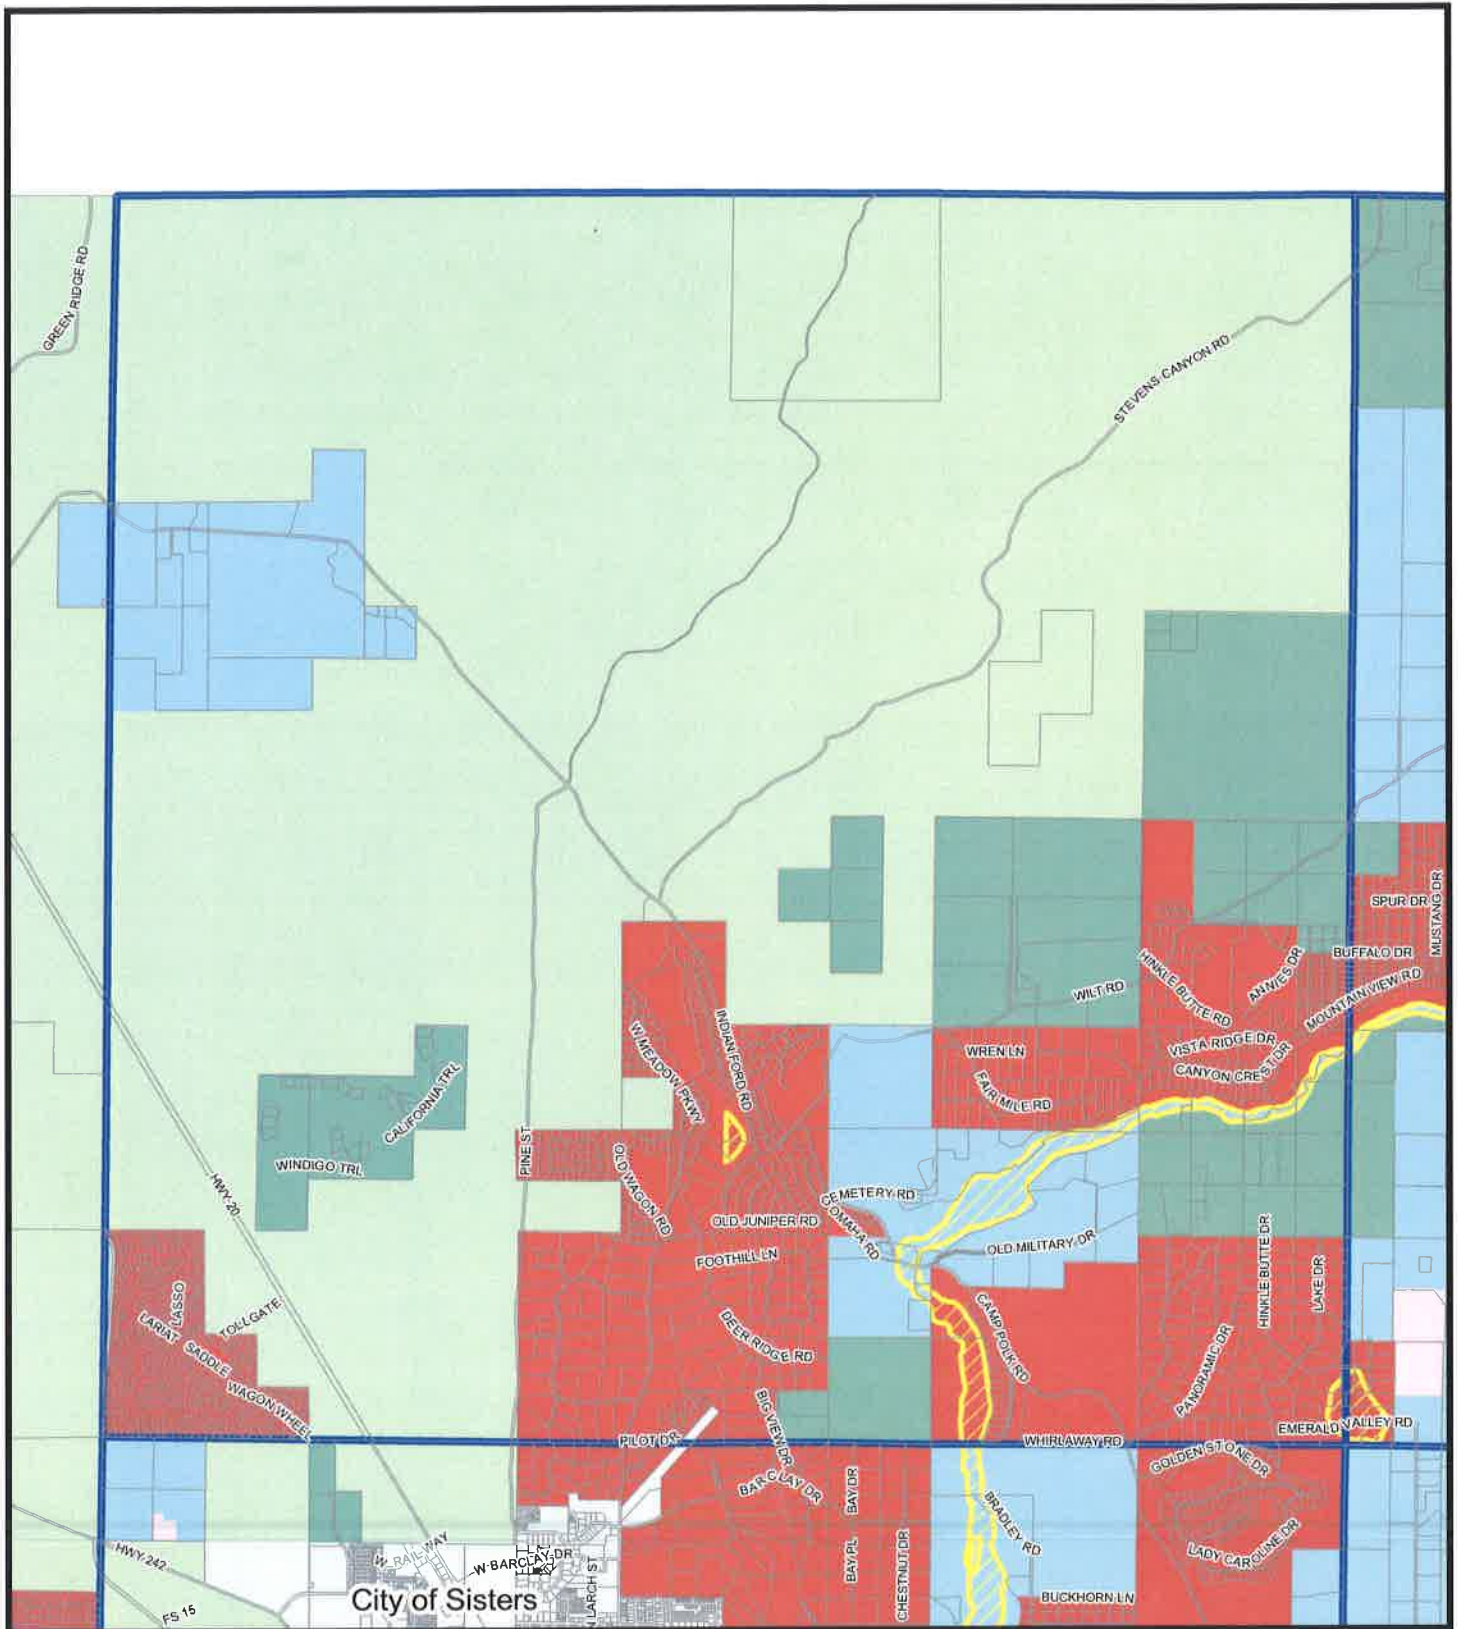 GREEN RIDGE RD
STEVENS CANYON RD
SPUR DR
MUSTANG DR
BUFFALO DR
HINKLE BUTTE RD
ANNIES DR
MOUNTAIN VIEW RD
WILT RD
WREN LN
VISTA RIDGE DR
CANYON CREST DR
FAIR MILE RD
W MEADOW PKWY
INDIAN FORD RD
CALIFORNIA TRL
WINDIGO TRL
PINE ST
OLD WAGON RD
HWY 20
CEMETERY RD
OLD JUNIPER RD
OMAHA RD
OLD MILITARY DR
FOOTHILL LN
HINKLE BUTTE DR
LAKE DR
LASSO
TOLLGATE
LARIAT
SADDLE
WAGON WHEEL
DEER RIDGE RD
CAMP POLK RD
PANORAMIC DR
BIG VIEW DR
PILOT DR
WHIRLAWAY RD
EMERALD VALLEY RD
GOLDEN STONE DR
BARCLAY DR
BAY DR
BRADLEY RD
HWY 242
W RAIL WAY
W BARCLAY DR
BAY PL
CHESTNUT DR
LADY CAROLINE DR
City of Sisters
N LARCH ST
BUCKHORN LN
FS 15